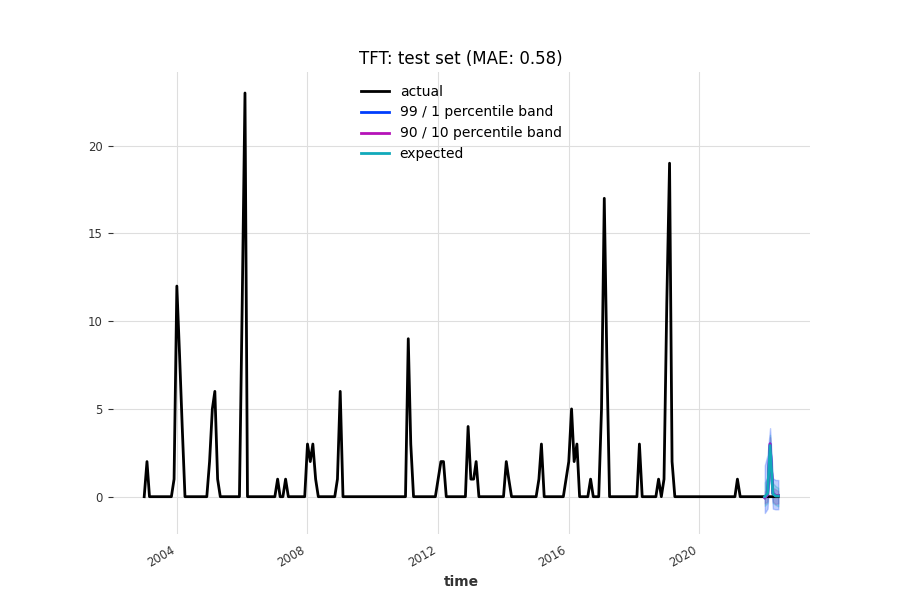 TFT: test set (MAE: 0.58)
actual
99 / 1 percentile band
90 / 10 percentile band
expected
20
15
10
5
0
2004
2008
2012
2016
2020
time